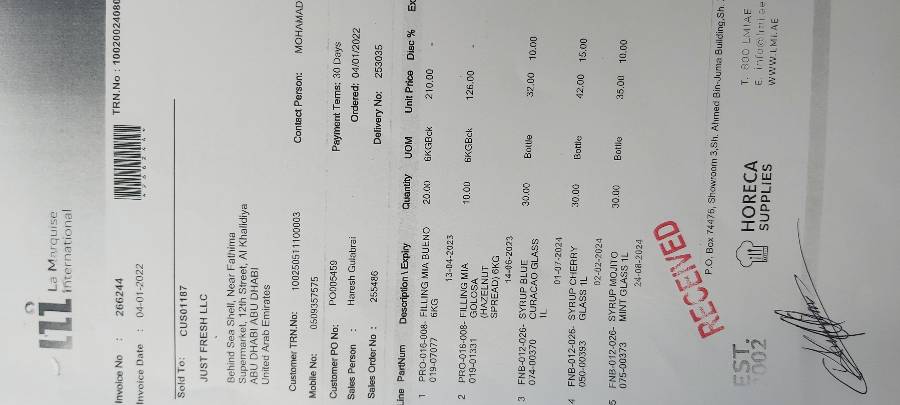 La Marquise
International
Invoice No : 266244 TRN.No : 1002002408
Invoice Date : 04-01-2022
Sold To: CUS01187
JUST FRESH LLC
Behind Sea Shell, Near Fathima
Supermarket, 12th Street, Al Khalidiya
ABU DHABI ABU DHABI
United Arab Emirates
Customer TRN.No: 100250511100003 Contact Person: MOHAMAD
Mobile No: 0509357575
Customer PO No: PO005459 Payment Tems: 30 Days
Sales Person : Haresh Gulabrai Ordered: 04/01/2022
Sales Order No : 255486 Delivery No: 253035
Line PartNum Description \ Expiry Quantity UOM Unit Price Disc % Ex
1 PRO-016-008- FILLING MIA BUENO 20.00 6KGBck 210.00 -
019-07077 6KG
13-04-2023
2 PRO-016-008- FILLING MIA 10.00 6KGBck 126.00 -
019-01331 GOLOSA
(HAZELNUT
SPREAD) 6KG
14-06-2023
3 FNB-012-026- SYRUP BLUE 30.00 Bottle 32.00 10.00
074-00370 CURACAO GLASS
1L
01-07-2024
4 FNB-012-026- SYRUP CHERRY 30.00 Bottle 42.00 15.00
050-00393 GLASS 1L
02-02-2024
5 FNB-012-026- SYRUP MOJITO 30.00 Bottle 35.00 10.00
075-00373 MINT GLASS 1L
24-08-2024
RECEIVED
P.O. Box 74476, Showroom 3,Sh. Ahmed Bin-Juma Building,Sh
EST.
2002
HORECA
SUPPLIES
T. 800 LMIAE
E. info@lmi.ae
WWW.LMI.AE